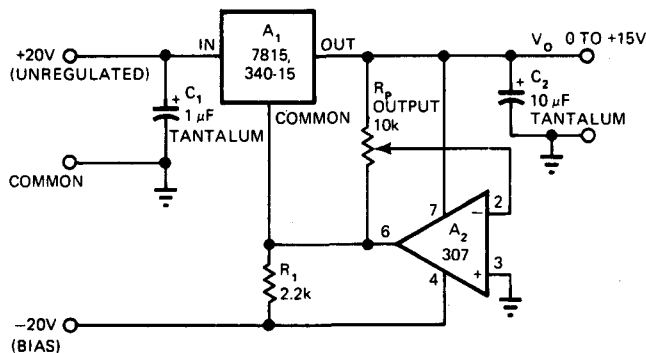 +20V
(UNREGULATED)
IN
A1
7815,
340-15
OUT
Vo 0 TO +15V
+
C1
1 µF
TANTALUM
COMMON
RP
OUTPUT
10k
+
C2
10 µF
TANTALUM
COMMON
6
7
2
−
A2
307
4
+
3
R1
2.2k
−20V
(BIAS)